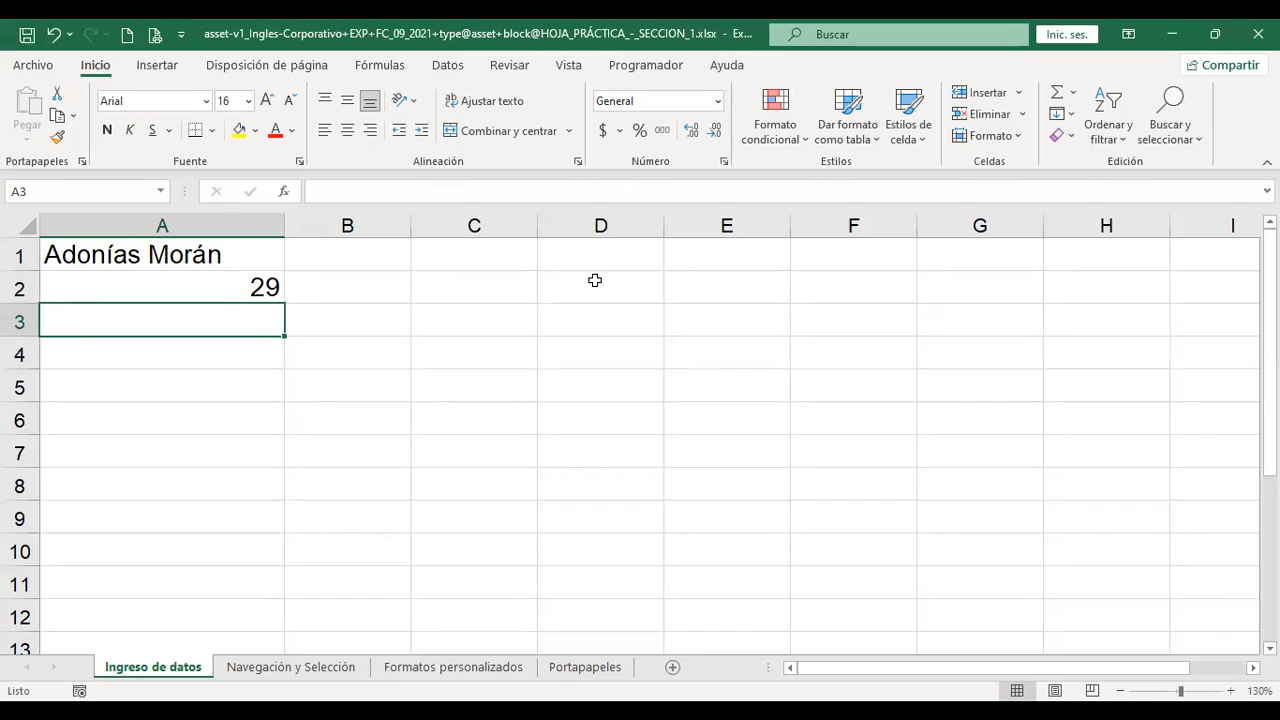 asset-v1_Ingles-Corporativo+EXP+FC_09_2021+type@asset+block@HOJA_PRÁCTICA_-_SECCION_1.xlsx - Ex...
Buscar
Inic. ses.
Archivo
Inicio
Insertar
Disposición de página
Fórmulas
Datos
Revisar
Vista
Programador
Ayuda
Compartir
Pegar
Portapapeles
Arial
16
N K S
Fuente
Ajustar texto
Combinar y centrar
Alineación
General
$ % 000
Número
Formato condicional
Dar formato como tabla
Estilos de celda
Estilos
Insertar
Eliminar
Formato
Celdas
Ordenar y filtrar
Buscar y seleccionar
Edición
A3
fx
A B C D E F G H I
1 Adonías Morán
2 29
3
4
5
6
7
8
9
10
11
12
13
Ingreso de datos
Navegación y Selección
Formatos personalizados
Portapapeles
Listo
130%